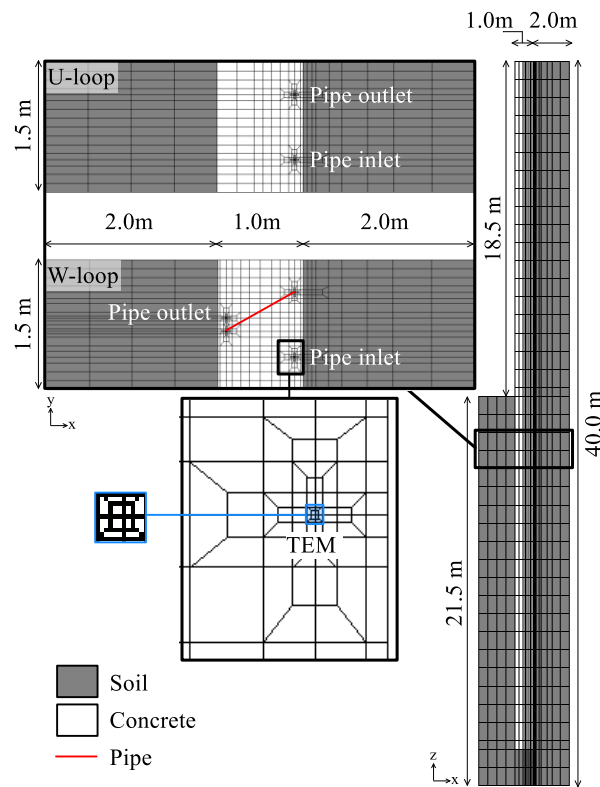 1.0m
2.0m
U-loop
Pipe outlet
Pipe inlet
1.5 m
2.0m
1.0m
2.0m
18.5 m
W-loop
Pipe outlet
Pipe inlet
1.5 m
y
x
40.0 m
TEM
21.5 m
Soil
Concrete
Pipe
z
x